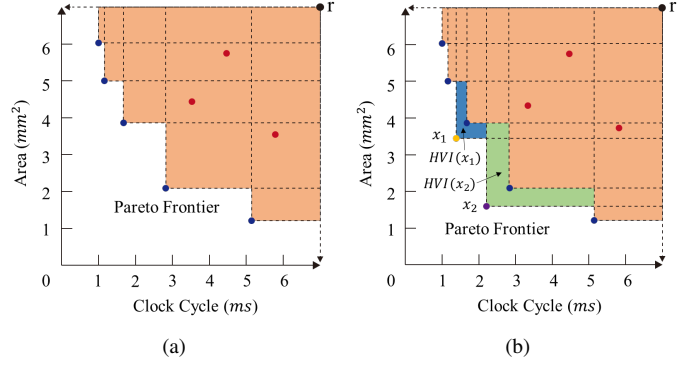 r
6
5
4
3
2
1
0
Area (mm²)
Pareto Frontier
1 2 3 4 5 6
Clock Cycle (ms)
(a)
r
6
5
4
3
2
1
0
Area (mm²)
x₁
HVI(x₁)
HVI(x₂)
x₂
Pareto Frontier
1 2 3 4 5 6
Clock Cycle (ms)
(b)